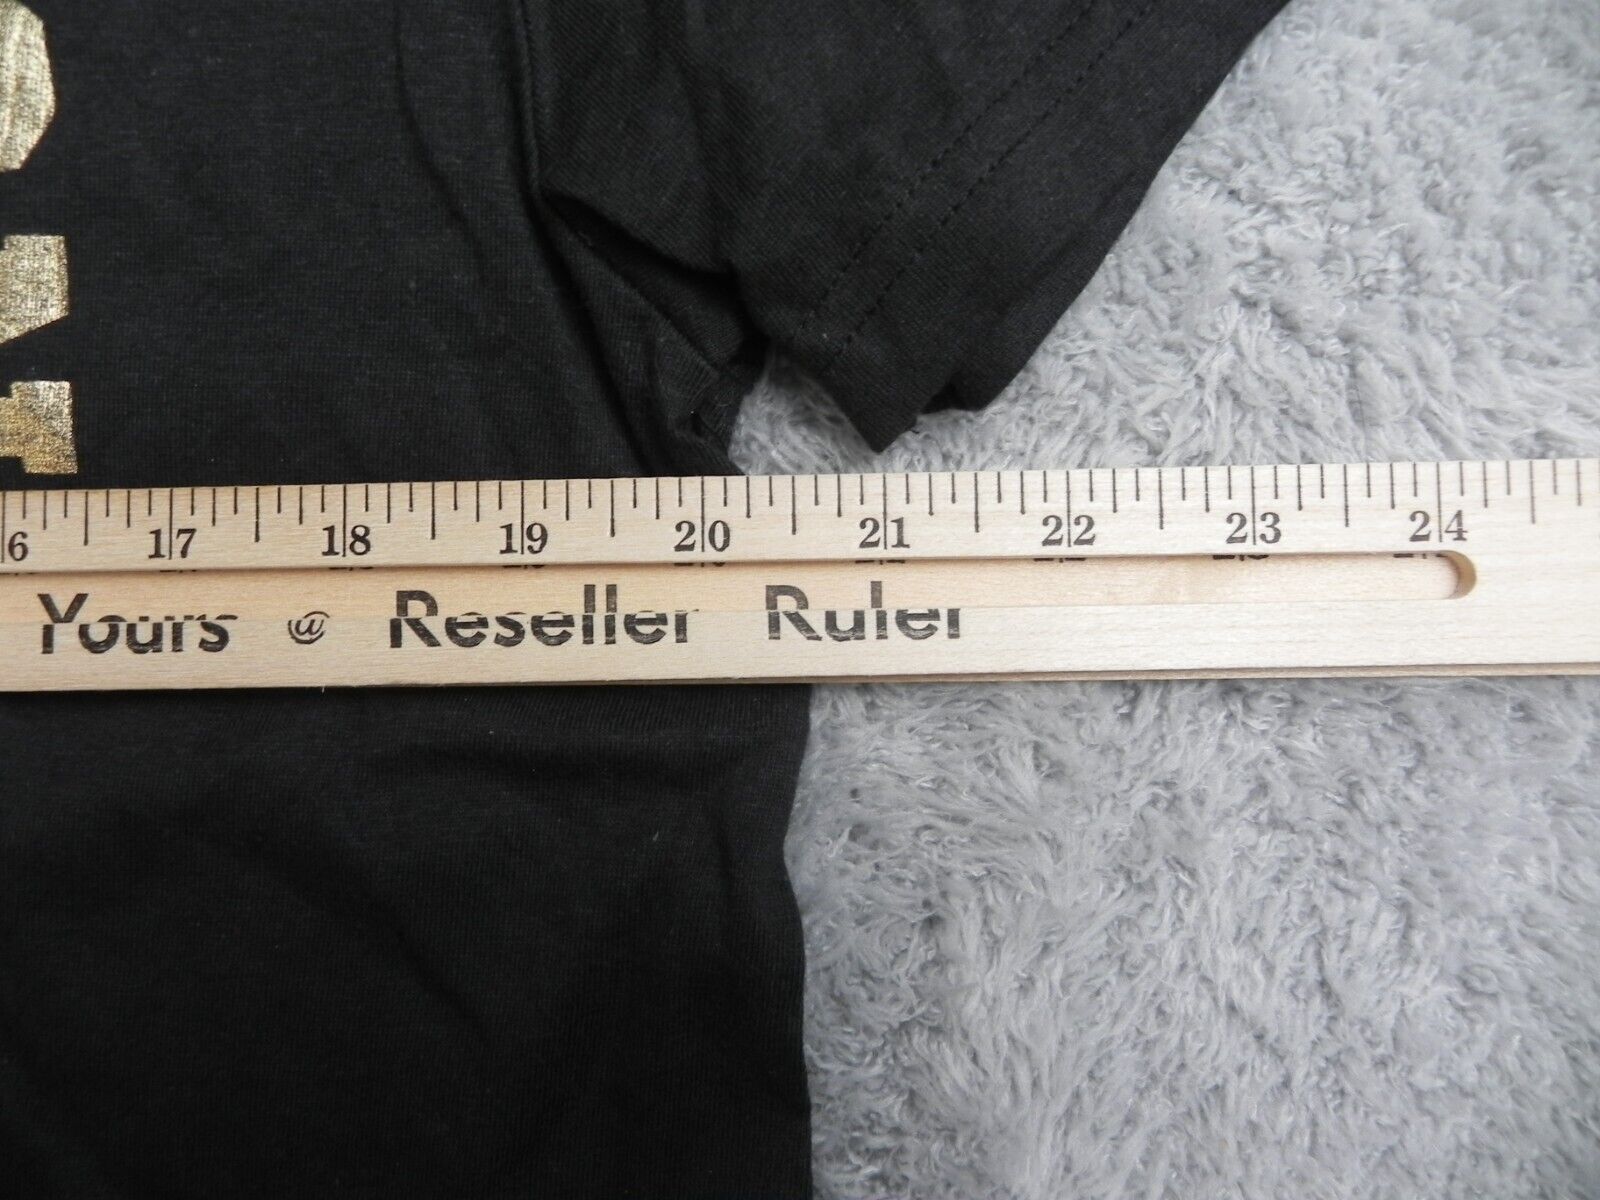 6 17 18 19 20 21 22 23 24
Yours @ Reseller Ruler